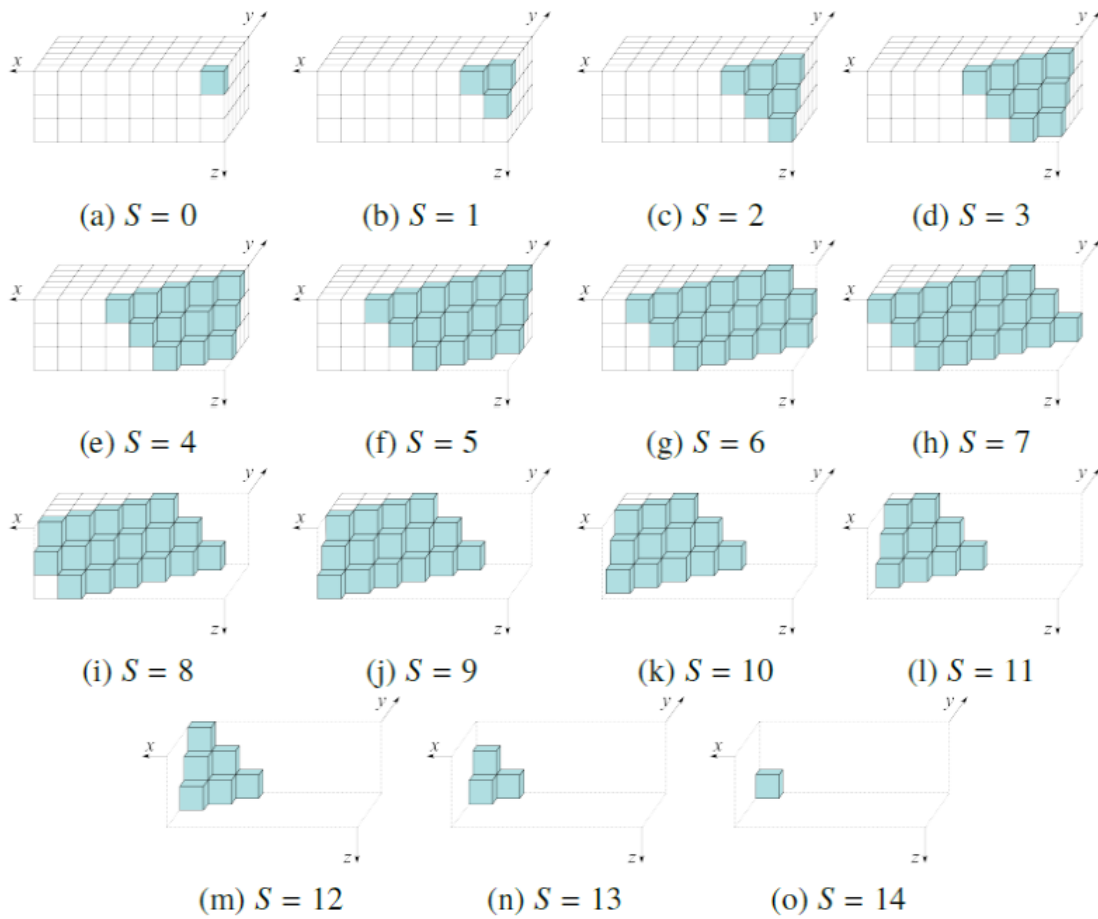 y y y y
x x x x
z z z z
(a) S = 0 (b) S = 1 (c) S = 2 (d) S = 3
y y y y
x x x x
z z z z
(e) S = 4 (f) S = 5 (g) S = 6 (h) S = 7
y y y y
x x x x
z z z z
(i) S = 8 (j) S = 9 (k) S = 10 (l) S = 11
y y y
x x x
z z z
(m) S = 12 (n) S = 13 (o) S = 14